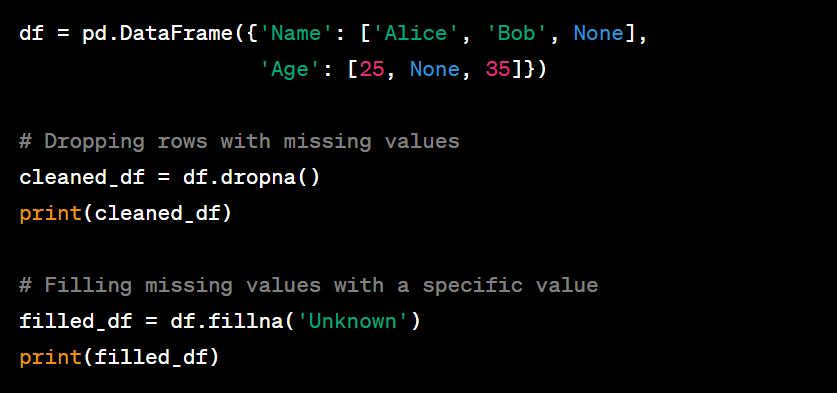 df = pd.DataFrame({'Name': ['Alice', 'Bob', None],
                   'Age': [25, None, 35]})

# Dropping rows with missing values
cleaned_df = df.dropna()
print(cleaned_df)

# Filling missing values with a specific value
filled_df = df.fillna('Unknown')
print(filled_df)